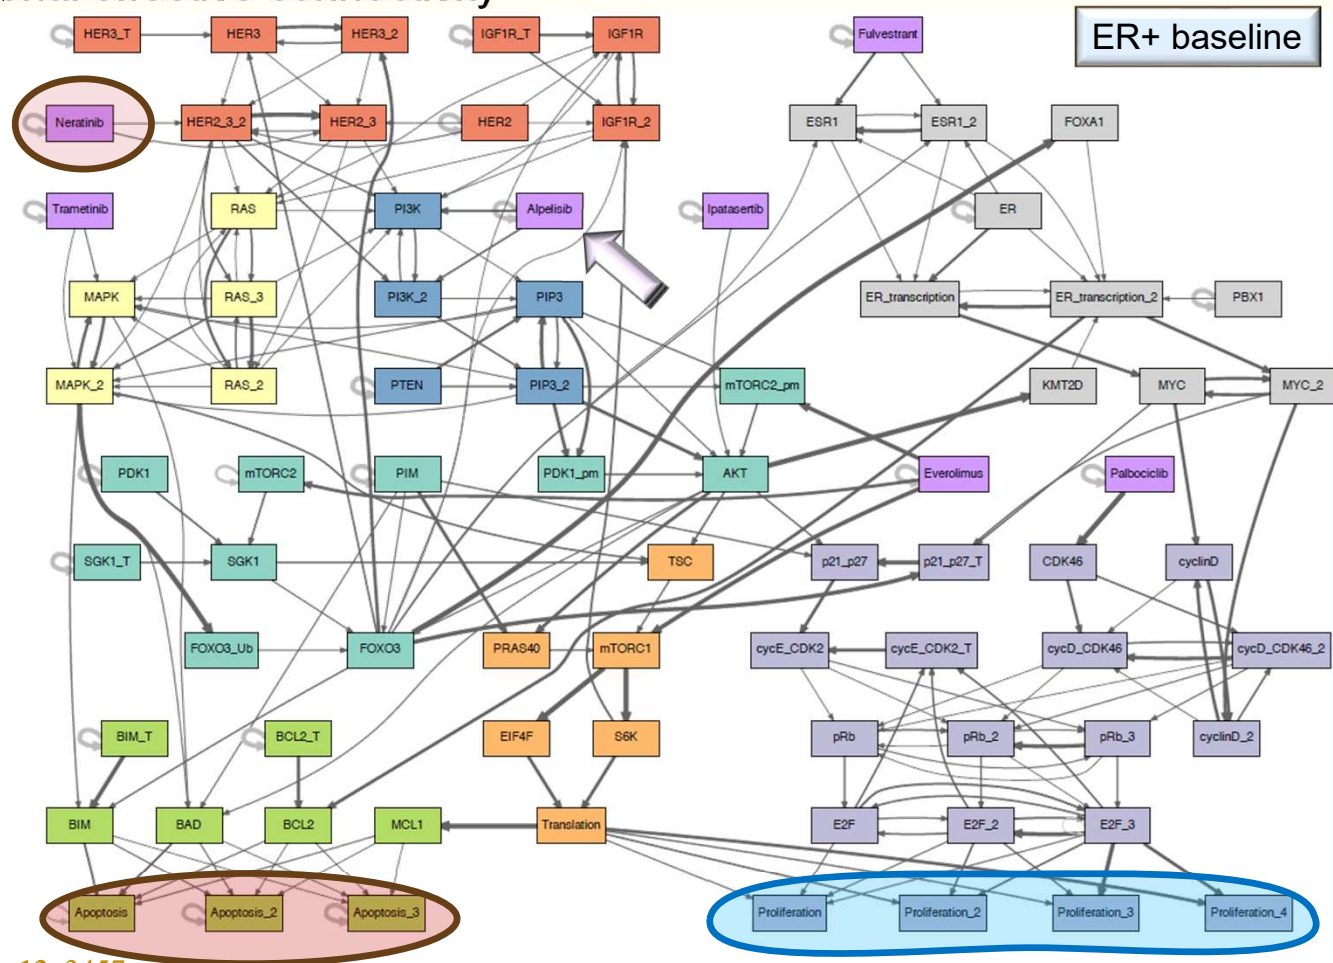 ER+ baseline
HER3_T HER3 HER3_2 IGF1R_T IGF1R Fulvestrant
Neratinib HER2_3_2 HER2_3 HER2 IGF1R_2 ESR1 ESR1_2 FOXA1
Trametinib RAS PI3K Alpelisib Ipatasertib ER
MAPK RAS_3 PI3K_2 PIP3 ER_transcription ER_transcription_2 PBX1
MAPK_2 RAS_2 PTEN PIP3_2 mTORC2_pm KMT2D MYC MYC_2
PDK1 mTORC2 PIM PDK1_pm AKT Everolimus Palbociclib
SGK1_T SGK1 TSC p21_p27 p21_p27_T CDK46 cyclinD
FOXO3_Ub FOXO3 PRAS40 mTORC1 cycE_CDK2 cycE_CDK2_T cycD_CDK46 cycD_CDK46_2
BIM_T BCL2_T EIF4F S6K pRb pRb_2 pRb_3 cyclinD_2
BIM BAD BCL2 MCL1 Translation E2F E2F_2 E2F_3
Apoptosis Apoptosis_2 Apoptosis_3 Proliferation Proliferation_2 Proliferation_3 Proliferation_4